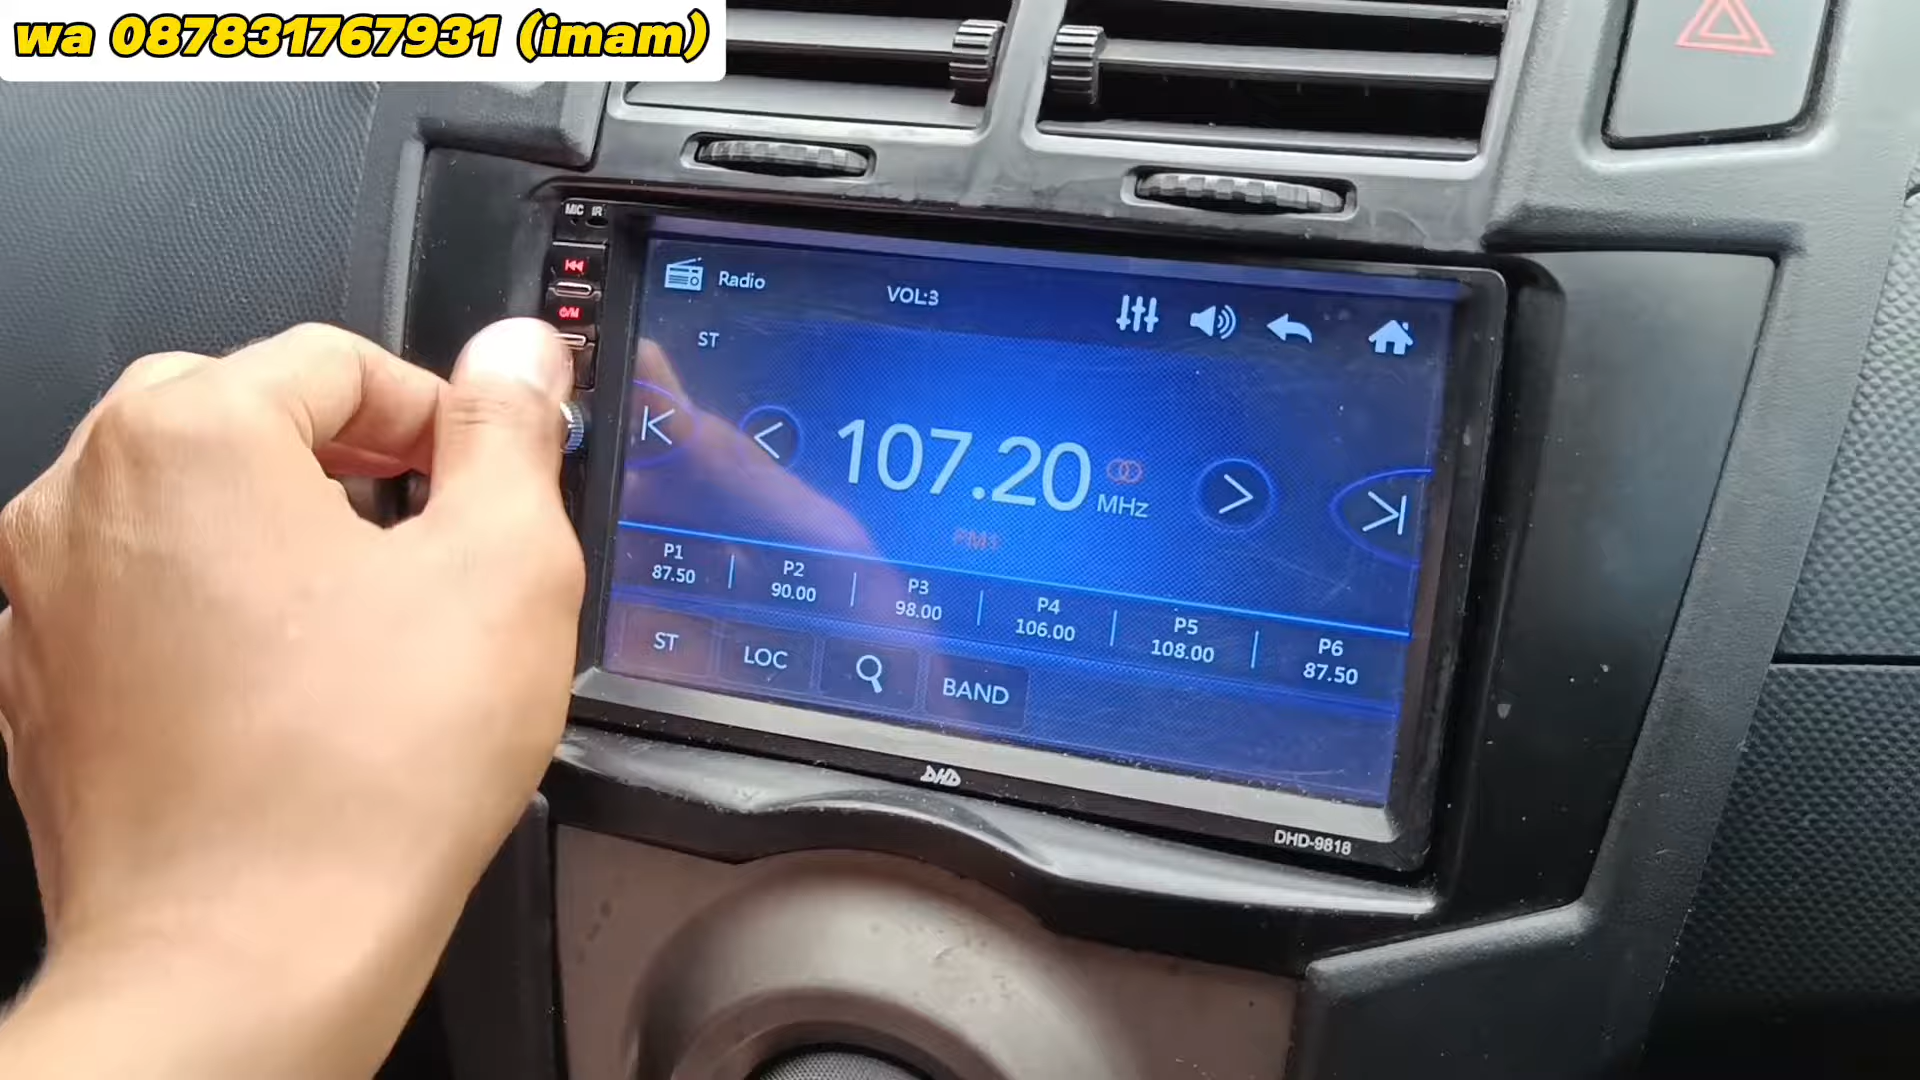 wa 087831767931 (imam)
MIC IR
Radio
VOL:3
ST
107.20
MHz
FM1
P1
87.50
P2
90.00
P3
98.00
P4
106.00
P5
108.00
P6
87.50
ST
LOC
BAND
DHD
DHD-9818